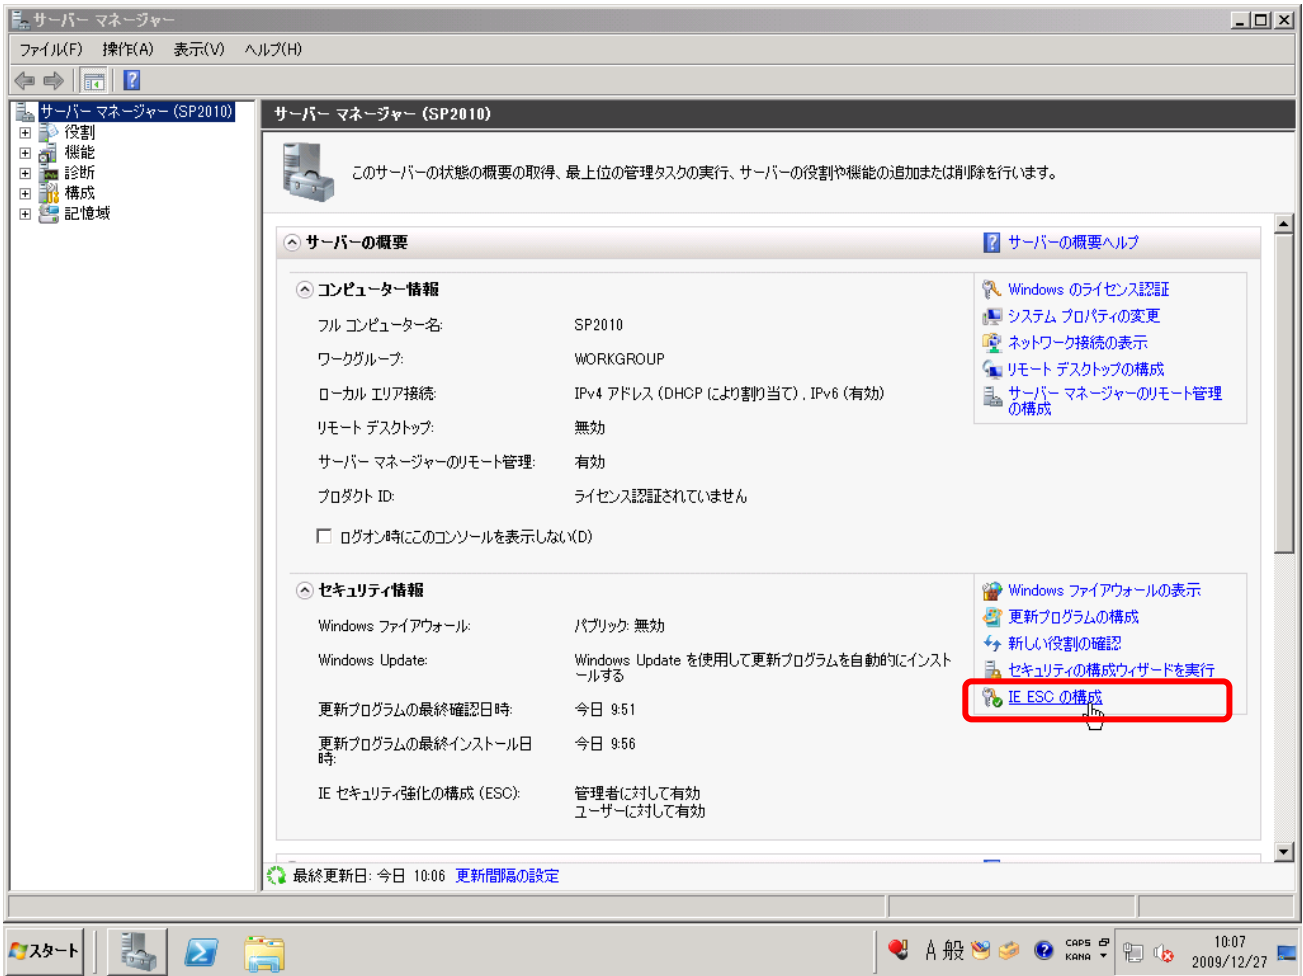 サーバー マネージャー
ファイル(F) 操作(A) 表示(V) ヘルプ(H)
サーバー マネージャー (SP2010)
役割
機能
診断
構成
記憶域
サーバー マネージャー (SP2010)
このサーバーの状態の概要の取得、最上位の管理タスクの実行、サーバーの役割や機能の追加または削除を行います。
サーバーの概要
サーバーの概要ヘルプ
コンピューター情報
フル コンピューター名: SP2010
ワークグループ: WORKGROUP
ローカル エリア接続: IPv4 アドレス (DHCP により割り当て) , IPv6 (有効)
リモート デスクトップ: 無効
サーバー マネージャーのリモート管理: 有効
プロダクト ID: ライセンス認証されていません
ログオン時にこのコンソールを表示しない(D)
Windows のライセンス認証
システム プロパティの変更
ネットワーク接続の表示
リモート デスクトップの構成
サーバー マネージャーのリモート管理
の構成
セキュリティ情報
Windows ファイアウォール: パブリック: 無効
Windows Update: Windows Update を使用して更新プログラムを自動的にインスト
ールする
更新プログラムの最終確認日時: 今日 9:51
更新プログラムの最終インストール日
時: 今日 9:56
IE セキュリティ強化の構成 (ESC): 管理者に対して有効
ユーザーに対して有効
Windows ファイアウォールの表示
更新プログラムの構成
新しい役割の確認
セキュリティの構成ウィザードを実行
IE ESC の構成
最終更新日: 今日 10:06 更新間隔の設定
スタート
A 般
CAPS
KANA
10:07
2009/12/27